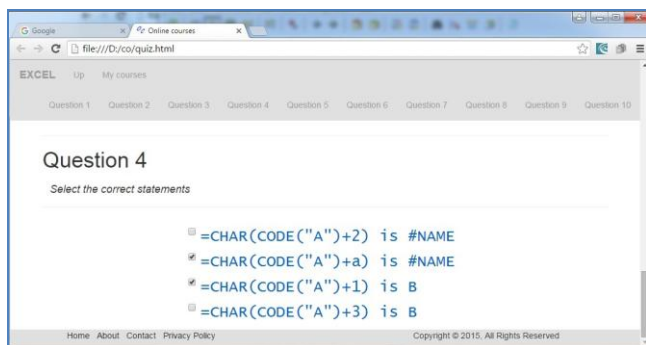 Google
Online courses
file:///D:/co/quiz.html
EXCEL Up My courses
Question 1 Question 2 Question 3 Question 4 Question 5 Question 6 Question 7 Question 8 Question 9 Question 10
Question 4
Select the correct statements
=CHAR(CODE("A")+2) is #NAME
=CHAR(CODE("A")+a) is #NAME
=CHAR(CODE("A")+1) is B
=CHAR(CODE("A")+3) is B
Home About Contact Privacy Policy Copyright © 2015, All Rights Reserved